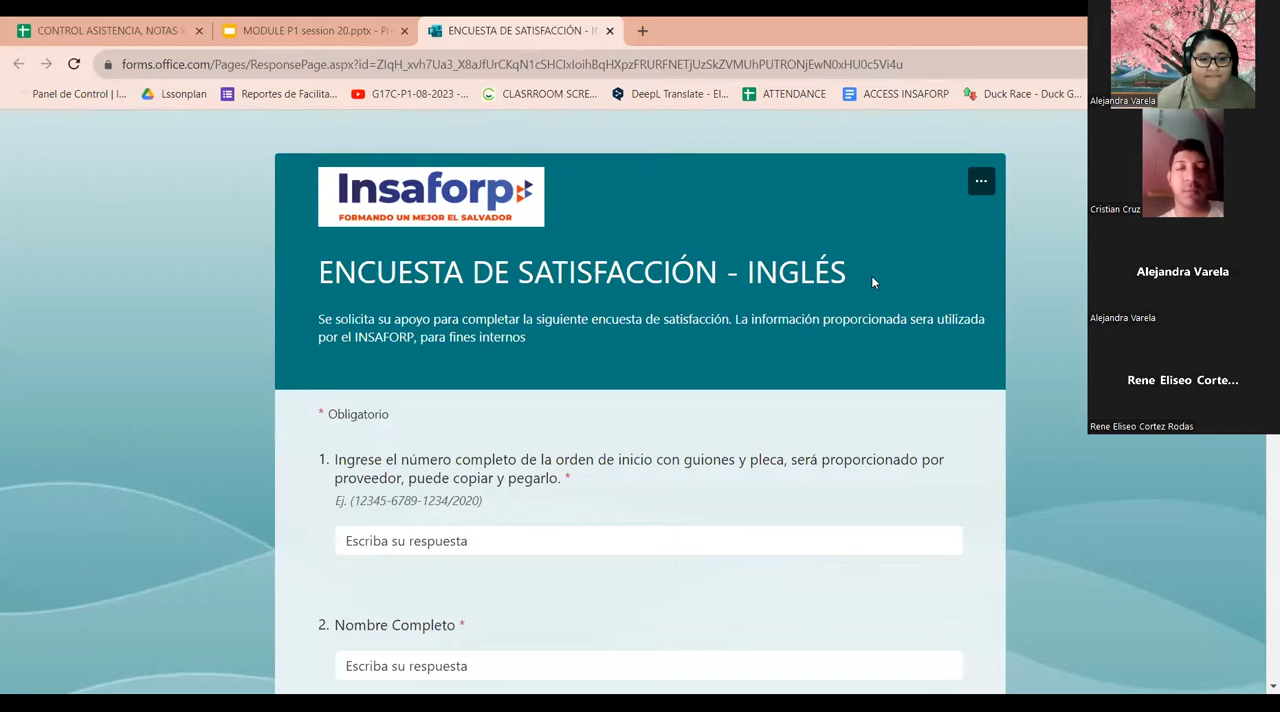 CONTROL ASISTENCIA, NOTAS
MODULE P1 session 20.pptx - Pr
ENCUESTA DE SATISFACCIÓN - I
forms.office.com/Pages/ResponsePage.aspx?id=
Panel de Control | I...
Lssonplan
Reportes de Facilita...
G17C-P1-08-2023 -...
CLASSROOM SCRE...
DeepL Translate - El...
ATTENDANCE
ACCESS INSAFORP
Duck Race - Duck G...
Insaforp
FORMANDO UN MEJOR EL SALVADOR
...
ENCUESTA DE SATISFACCIÓN - INGLÉS
Se solicita su apoyo para completar la siguiente encuesta de satisfacción. La información proporcionada sera utilizada
por el INSAFORP, para fines internos
* Obligatorio
1. Ingrese el número completo de la orden de inicio con guiones y pleca, será proporcionado por
proveedor, puede copiar y pegarlo. *
Ej. (12345-6789-1234/2020)
Escriba su respuesta
2. Nombre Completo *
Escriba su respuesta
Alejandra Varela
Cristian Cruz
Alejandra Varela
Alejandra Varela
Rene Eliseo Corte...
Rene Eliseo Cortez Rodas